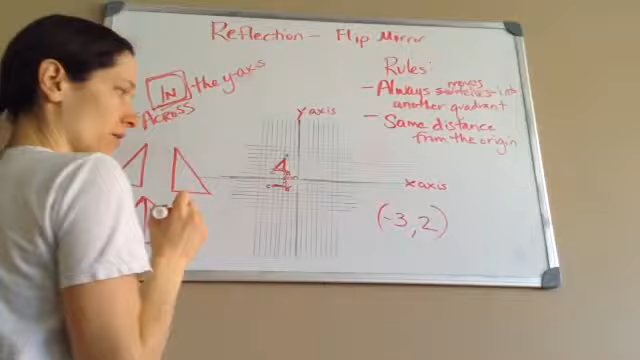 Reflection - Flip Mirror
IN the y-axis
ACROSS
Rules:
- Always moves switches into
another quadrant
- Same distance
from the origin
y axis
x axis
(-3, 2)